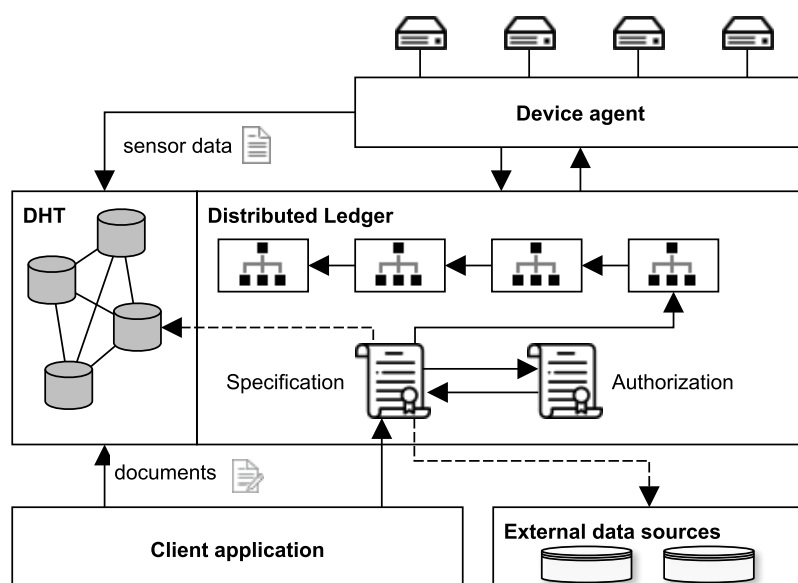 Device agent
sensor data
DHT
Distributed Ledger
Specification
Authorization
documents
Client application
External data sources